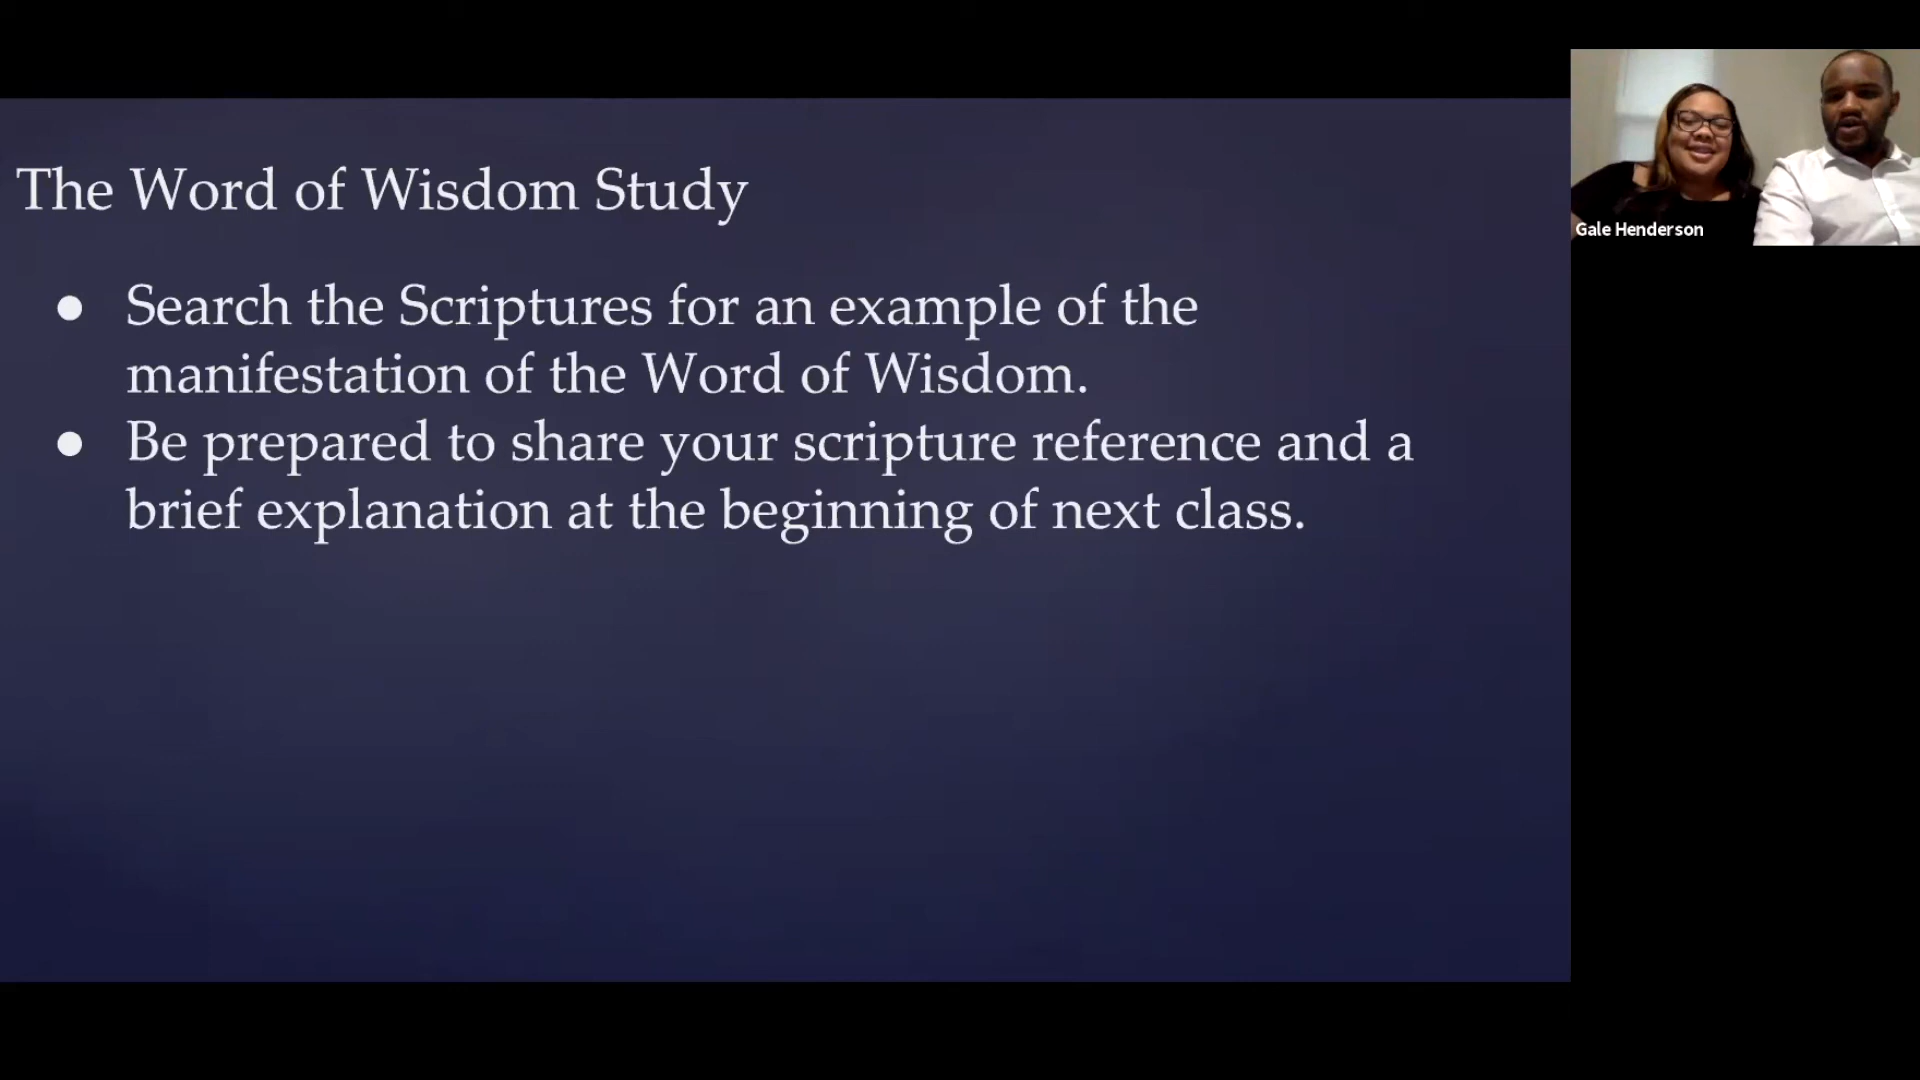 The Word of Wisdom Study
● Search the Scriptures for an example of the
manifestation of the Word of Wisdom.
● Be prepared to share your scripture reference and a
brief explanation at the beginning of next class.
Gale Henderson